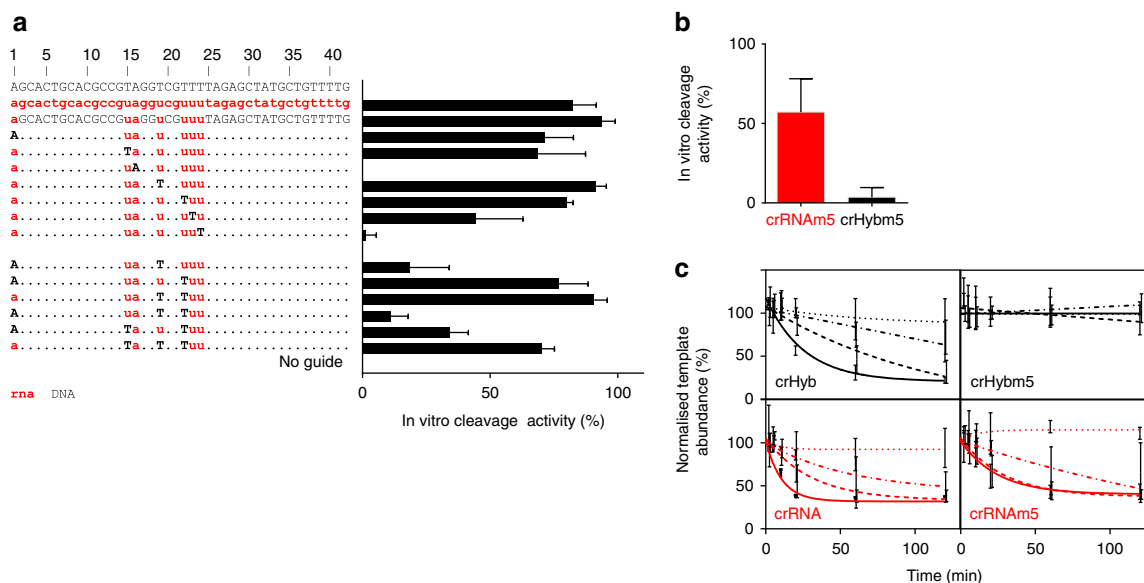 a
1 5 10 15 20 25 30 35 40
AGCACTGCACGCCGTAGGTCGTTTTAGAGCTATGCTGTTTTG
agcactgcacgccguaggucguuutagagctatgctgttttg
aGCACTGCACGCCGuaGGuCGuuuTAGAGCTATGCTGTTTTG
A.............ua..u..uuu..................
a.............Ta..u..uuu..................
a.............uA..u..uuu..................
a.............ua..T..uuu..................
a.............ua..u..Tuu..................
a.............ua..u..uTu..................
a.............ua..u..uuT..................
A.............ua..T..uuu..................
A.............ua..u..Tuu..................
a.............ua..T..Tuu..................
A.............ua..T..Tuu..................
A.............Ta..u..Tuu..................
a.............Ta..T..Tuu..................
No guide
rna DNA
0 50 100
In vitro cleavage activity (%)
b
In vitro cleavage
activity (%)
100
50
0
crRNAm5 crHybm5
c
Normalised template
abundance (%)
100
50
0
crHyb
crHybm5
100
50
0
crRNA
crRNAm5
0 50 100 0 50 100
Time (min)